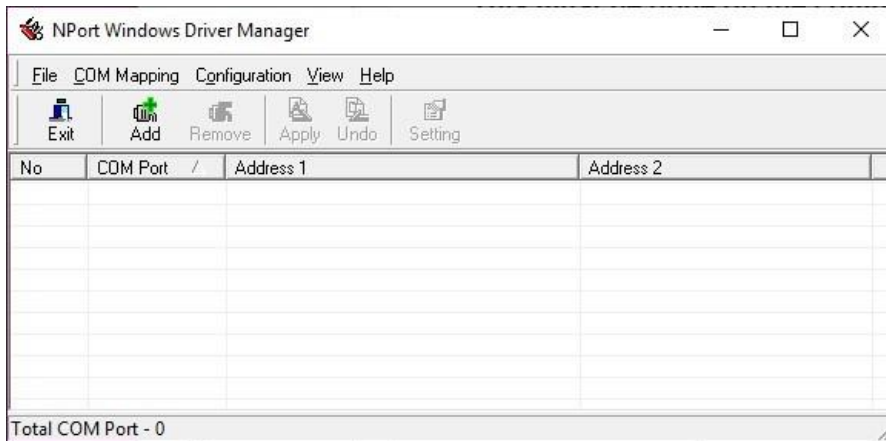 NPort Windows Driver Manager
File COM Mapping Configuration View Help
Exit Add Remove Apply Undo Setting
No COM Port Address 1 Address 2
Total COM Port - 0